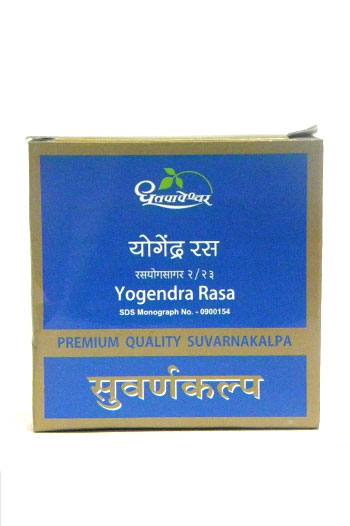 धूतपापेश्वर
योगेंद्र रस
रसयोगसागर २/२३
Yogendra Rasa
SDS Monograph No. - 0900154
PREMIUM QUALITY SUVARNAKALPA
सुवर्णकल्प